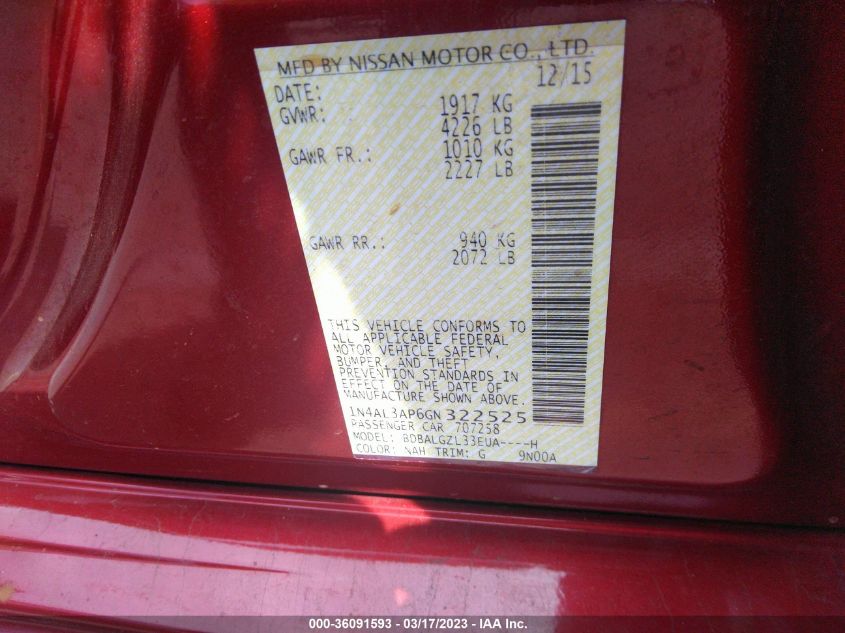 MFD BY NISSAN MOTOR CO., LTD.
DATE: 12/15
GVWR: 1917 KG
4226 LB
GAWR FR.: 1010 KG
2227 LB
GAWR RR.: 940 KG
2072 LB
THIS VEHICLE CONFORMS TO
ALL APPLICABLE FEDERAL
MOTOR VEHICLE SAFETY,
BUMPER, AND THEFT
PREVENTION STANDARDS IN
EFFECT ON THE DATE OF
MANUFACTURE SHOWN ABOVE.
1N4AL3AP6GN322525
PASSENGER CAR 707258
MODEL: BDBALGZL33EUA----H
COLOR: NAH TRIM: G 9N00A
000-36091593 - 03/17/2023 - IAA Inc.